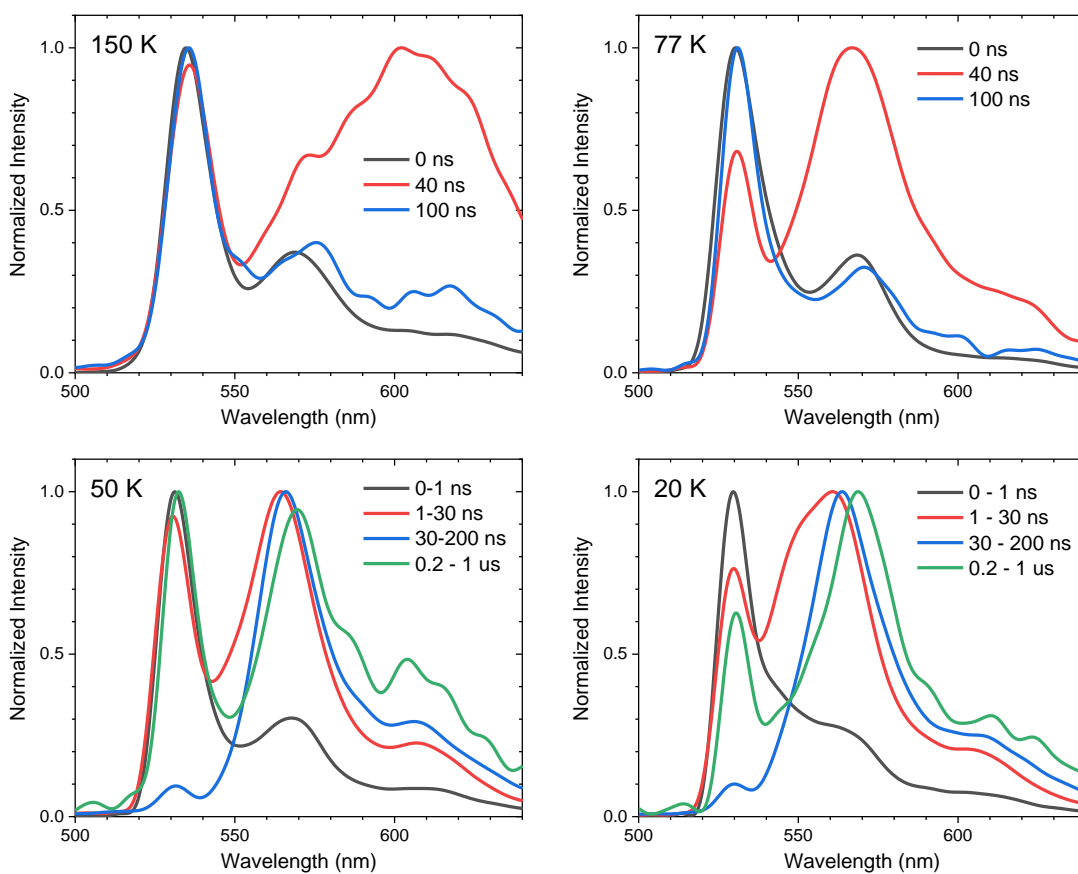 150 K
0 ns
40 ns
100 ns
1.0
0.5
0.0
500
550
600
Normalized Intensity
Wavelength (nm)
77 K
0 ns
40 ns
100 ns
1.0
0.5
0.0
500
550
600
Normalized Intensity
Wavelength (nm)
50 K
0-1 ns
1-30 ns
30-200 ns
0.2 - 1 us
1.0
0.5
0.0
500
550
600
Normalized Intensity
Wavelength (nm)
20 K
0 - 1 ns
1 - 30 ns
30 - 200 ns
0.2 - 1 us
1.0
0.5
0.0
500
550
600
Normalized Intensity
Wavelength (nm)